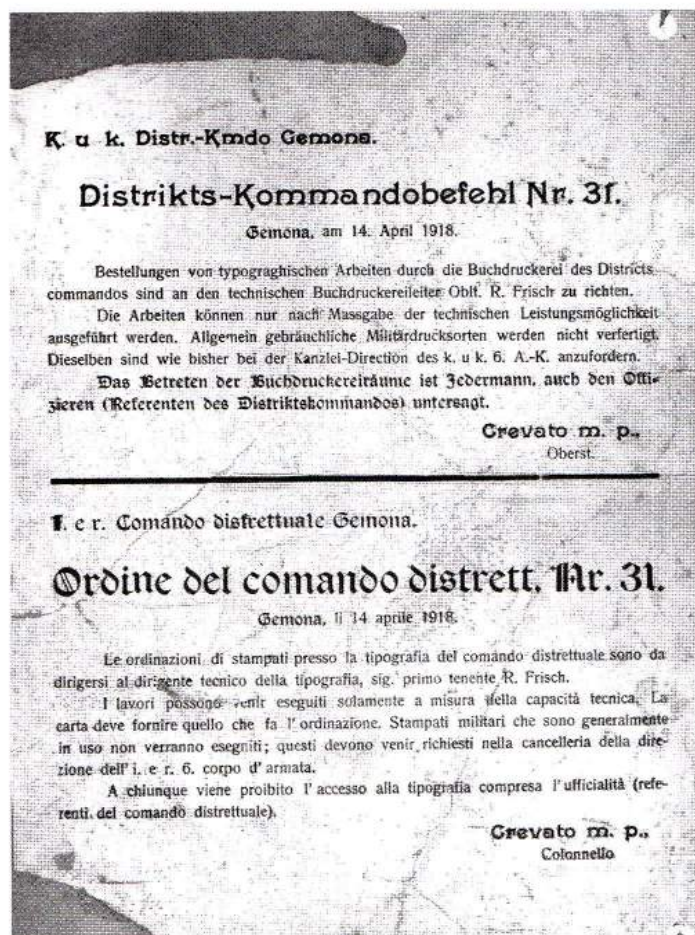 K. u k. Distr.-Kmdo Gemona.
Distrikts-Kommandobefehl Nr. 31.
Gemona, am 14. April 1918.
Bestellungen von typograghischen Arbeiten durch die Buchdruckerei des Districts
commandos sind an den technischen Buchdruckereileiter Oblt. R. Frisch zu richten.
Die Arbeiten können nur nach Massgabe der technischen Leistungsmöglichkeit
ausgeführt werden. Allgemein gebräuchliche Militärdrucksorten werden nicht verfertigt.
Dieselben sind wie bisher bei der Kanzlei-Direction des k. u k. 6. A.-K. anzufordern.
Das Betreten der Buchdruckereiräume ist Jedermann, auch den Offi-
zieren (Referenten des Distriktskommandos) untersagt.
Crevato m. p.,
Oberst.
I. e r. Comando distrettuale Gemona.
Ordine del comando distrett. Nr. 31.
Gemona, li 14 aprile 1918.
Le ordinazioni di stampati presso la tipografia del comando distrettuale sono da
dirigersi al dirigente tecnico della tipografia, sig. primo tenente R. Frisch.
I lavori possono venir eseguiti solamente a misura della capacità tecnica. La
carta deve fornire quello che fa l'ordinazione. Stampati militari che sono generalmente
in uso non verranno esegniti; questi devono venir richiesti nella cancelleria della dire-
zione dell' i. e r. 6. corpo d' armata.
A chiunque viene proibito l' accesso alla tipografia compresa l' ufficialità (refe-
renti del comando distrettuale).
Crevato m. p.,
Colonnello